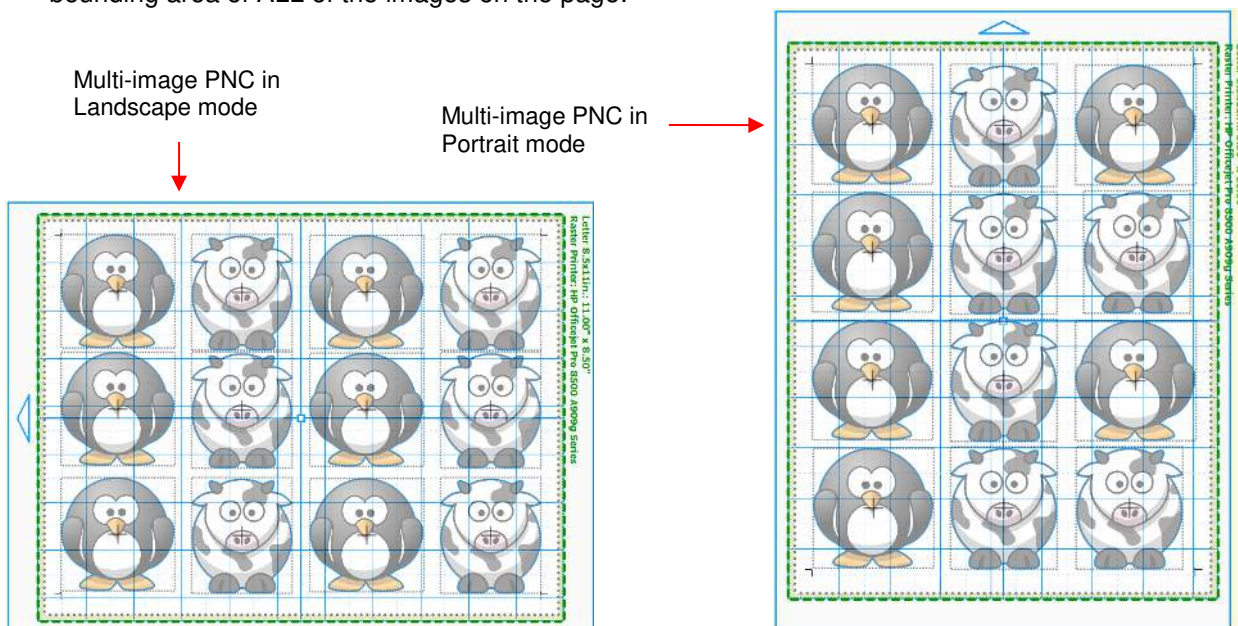 bounding area of ALL of the images on the page.
Multi-image PNC in
Landscape mode
Multi-image PNC in
Portrait mode
Letter 8.5x11in.: 11.00" x 8.50"
Raster Printer: HP Officejet Pro 8500 A909g Series
Raster Printer: HP Officejet Pro 8500 A909g Series